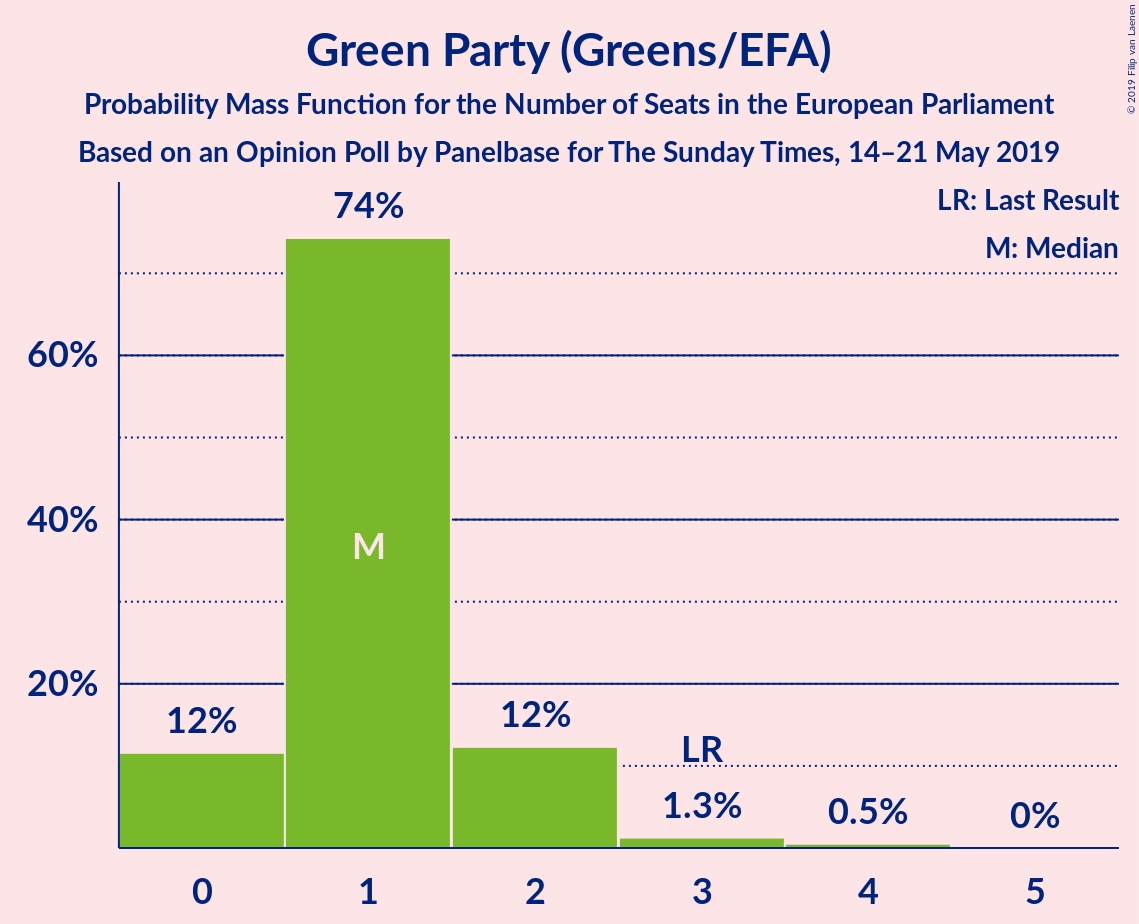 Green Party (Greens/EFA)
Probability Mass Function for the Number of Seats in the European Parliament
Based on an Opinion Poll by Panelbase for The Sunday Times, 14–21 May 2019
© 2019 Filip van Laenen
LR: Last Result
M: Median
74%
60%
40%
M
20%
12%
12%
LR
1.3%
0.5%
0%
0 1 2 3 4 5